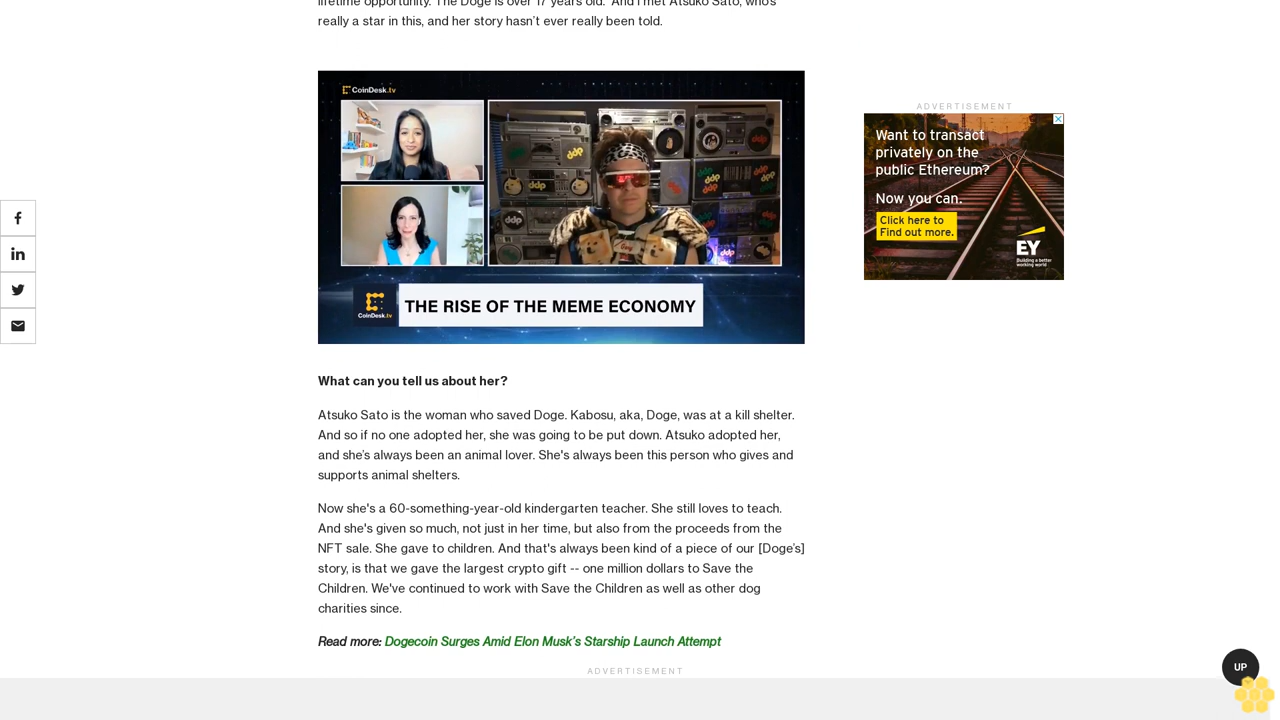 lifetime opportunity. The Doge is over 17 years old. And I met Atsuko Sato, who's
really a star in this, and her story hasn’t ever really been told.
CoinDesk.tv
ddp
ddp
ddp
ddp
ddp
CoinDesk.tv
THE RISE OF THE MEME ECONOMY
ADVERTISEMENT
Want to transact
privately on the
public Ethereum?
Now you can.
Click here to
Find out more.
EY
Building a better
working world
What can you tell us about her?
Atsuko Sato is the woman who saved Doge. Kabosu, aka, Doge, was at a kill shelter.
And so if no one adopted her, she was going to be put down. Atsuko adopted her,
and she’s always been an animal lover. She's always been this person who gives and
supports animal shelters.
Now she's a 60-something-year-old kindergarten teacher. She still loves to teach.
And she's given so much, not just in her time, but also from the proceeds from the
NFT sale. She gave to children. And that's always been kind of a piece of our [Doge’s]
story, is that we gave the largest crypto gift -- one million dollars to Save the
Children. We've continued to work with Save the Children as well as other dog
charities since.
Read more: Dogecoin Surges Amid Elon Musk’s Starship Launch Attempt
ADVERTISEMENT
UP